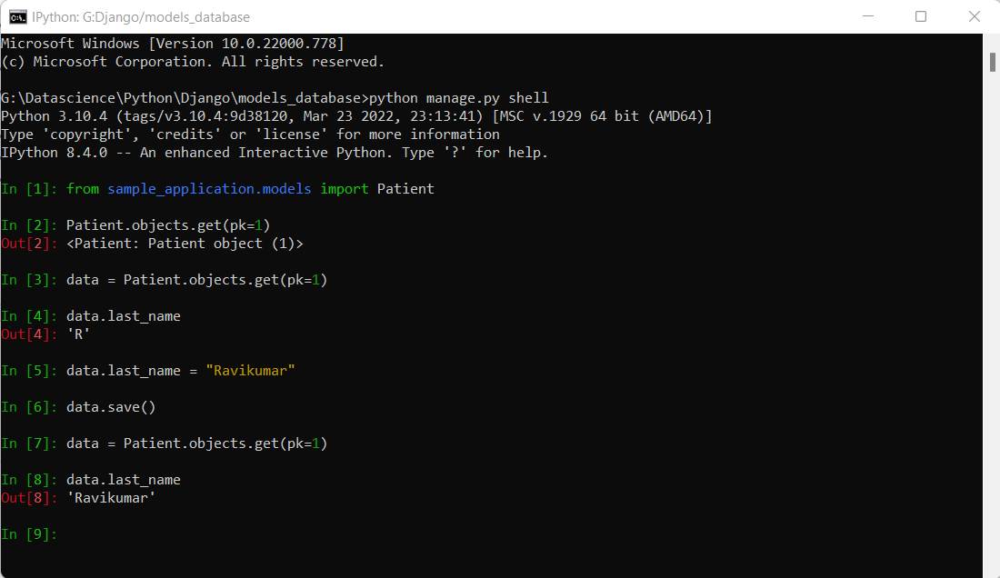 IPython: G:Django/models_database
Microsoft Windows [Version 10.0.22000.778]
(c) Microsoft Corporation. All rights reserved.
G:\Datascience\Python\Django\models_database>python manage.py shell
Python 3.10.4 (tags/v3.10.4:9d38120, Mar 23 2022, 23:13:41) [MSC v.1929 64 bit (AMD64)]
Type 'copyright', 'credits' or 'license' for more information
IPython 8.4.0 -- An enhanced Interactive Python. Type '?' for help.
In [1]: from sample_application.models import Patient
In [2]: Patient.objects.get(pk=1)
Out[2]: <Patient: Patient object (1)>
In [3]: data = Patient.objects.get(pk=1)
In [4]: data.last_name
Out[4]: 'R'
In [5]: data.last_name = "Ravikumar"
In [6]: data.save()
In [7]: data = Patient.objects.get(pk=1)
In [8]: data.last_name
Out[8]: 'Ravikumar'
In [9]: